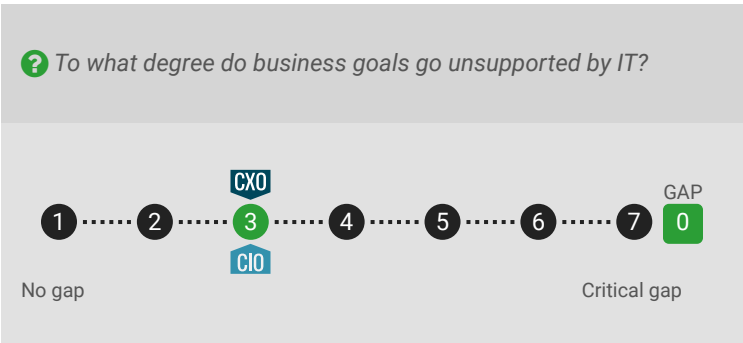 ? To what degree do business goals go unsupported by IT?
CXO
GAP
1 2 3 4 5 6 7 0
CIO
No gap Critical gap